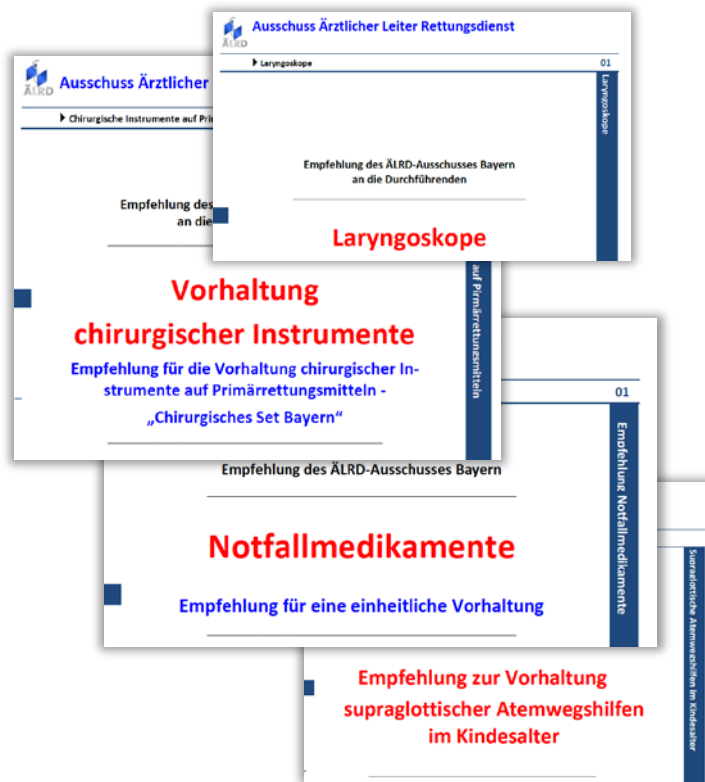 ÄLRD
Ausschuss Ärztlicher Leiter Rettungsdienst
Laryngoskope
01
Laryngoskope
Empfehlung des ÄLRD-Ausschusses Bayern
an die Durchführenden
Laryngoskope
ÄLRD
Ausschuss Ärztlicher
Chirurgische Instrumente auf
Empfehlung des
an die
Vorhaltung
chirurgischer Instrumente
Empfehlung für die Vorhaltung chirurgischer In-
strumente auf Primärrettungsmitteln -
„Chirurgisches Set Bayern“
auf Pirmärrettungsmitteln
01
Empfehlung Notfallmedikamente
Empfehlung des ÄLRD-Ausschusses Bayern
Notfallmedikamente
Empfehlung für eine einheitliche Vorhaltung
Supraglottische Atemwegshilfen im Kindesalter
Empfehlung zur Vorhaltung
supraglottischer Atemwegshilfen
im Kindesalter